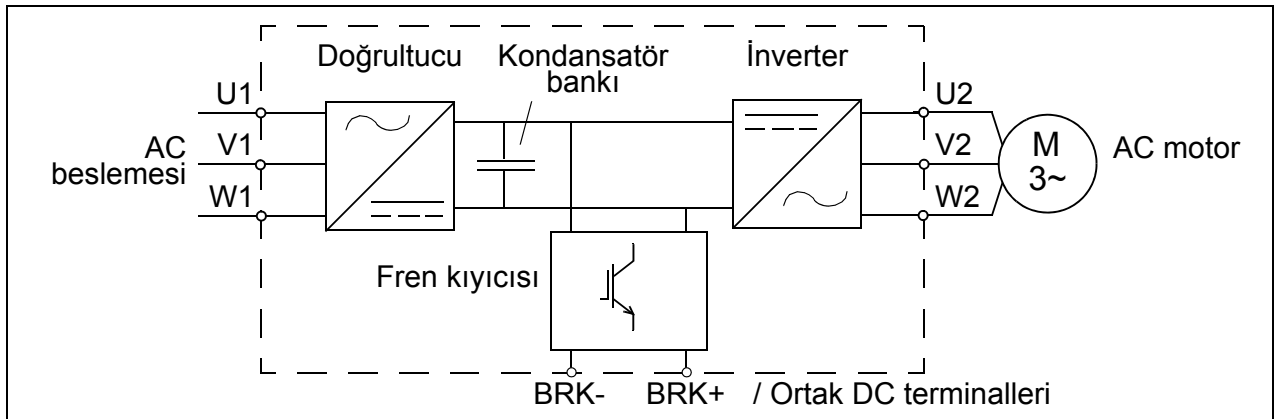 Doğrultucu
Kondansatör
bankı
İnverter
U1
V1
W1
AC
beslemesi
U2
V2
W2
M
3~
AC motor
Fren kıyıcısı
BRK- BRK+ / Ortak DC terminalleri